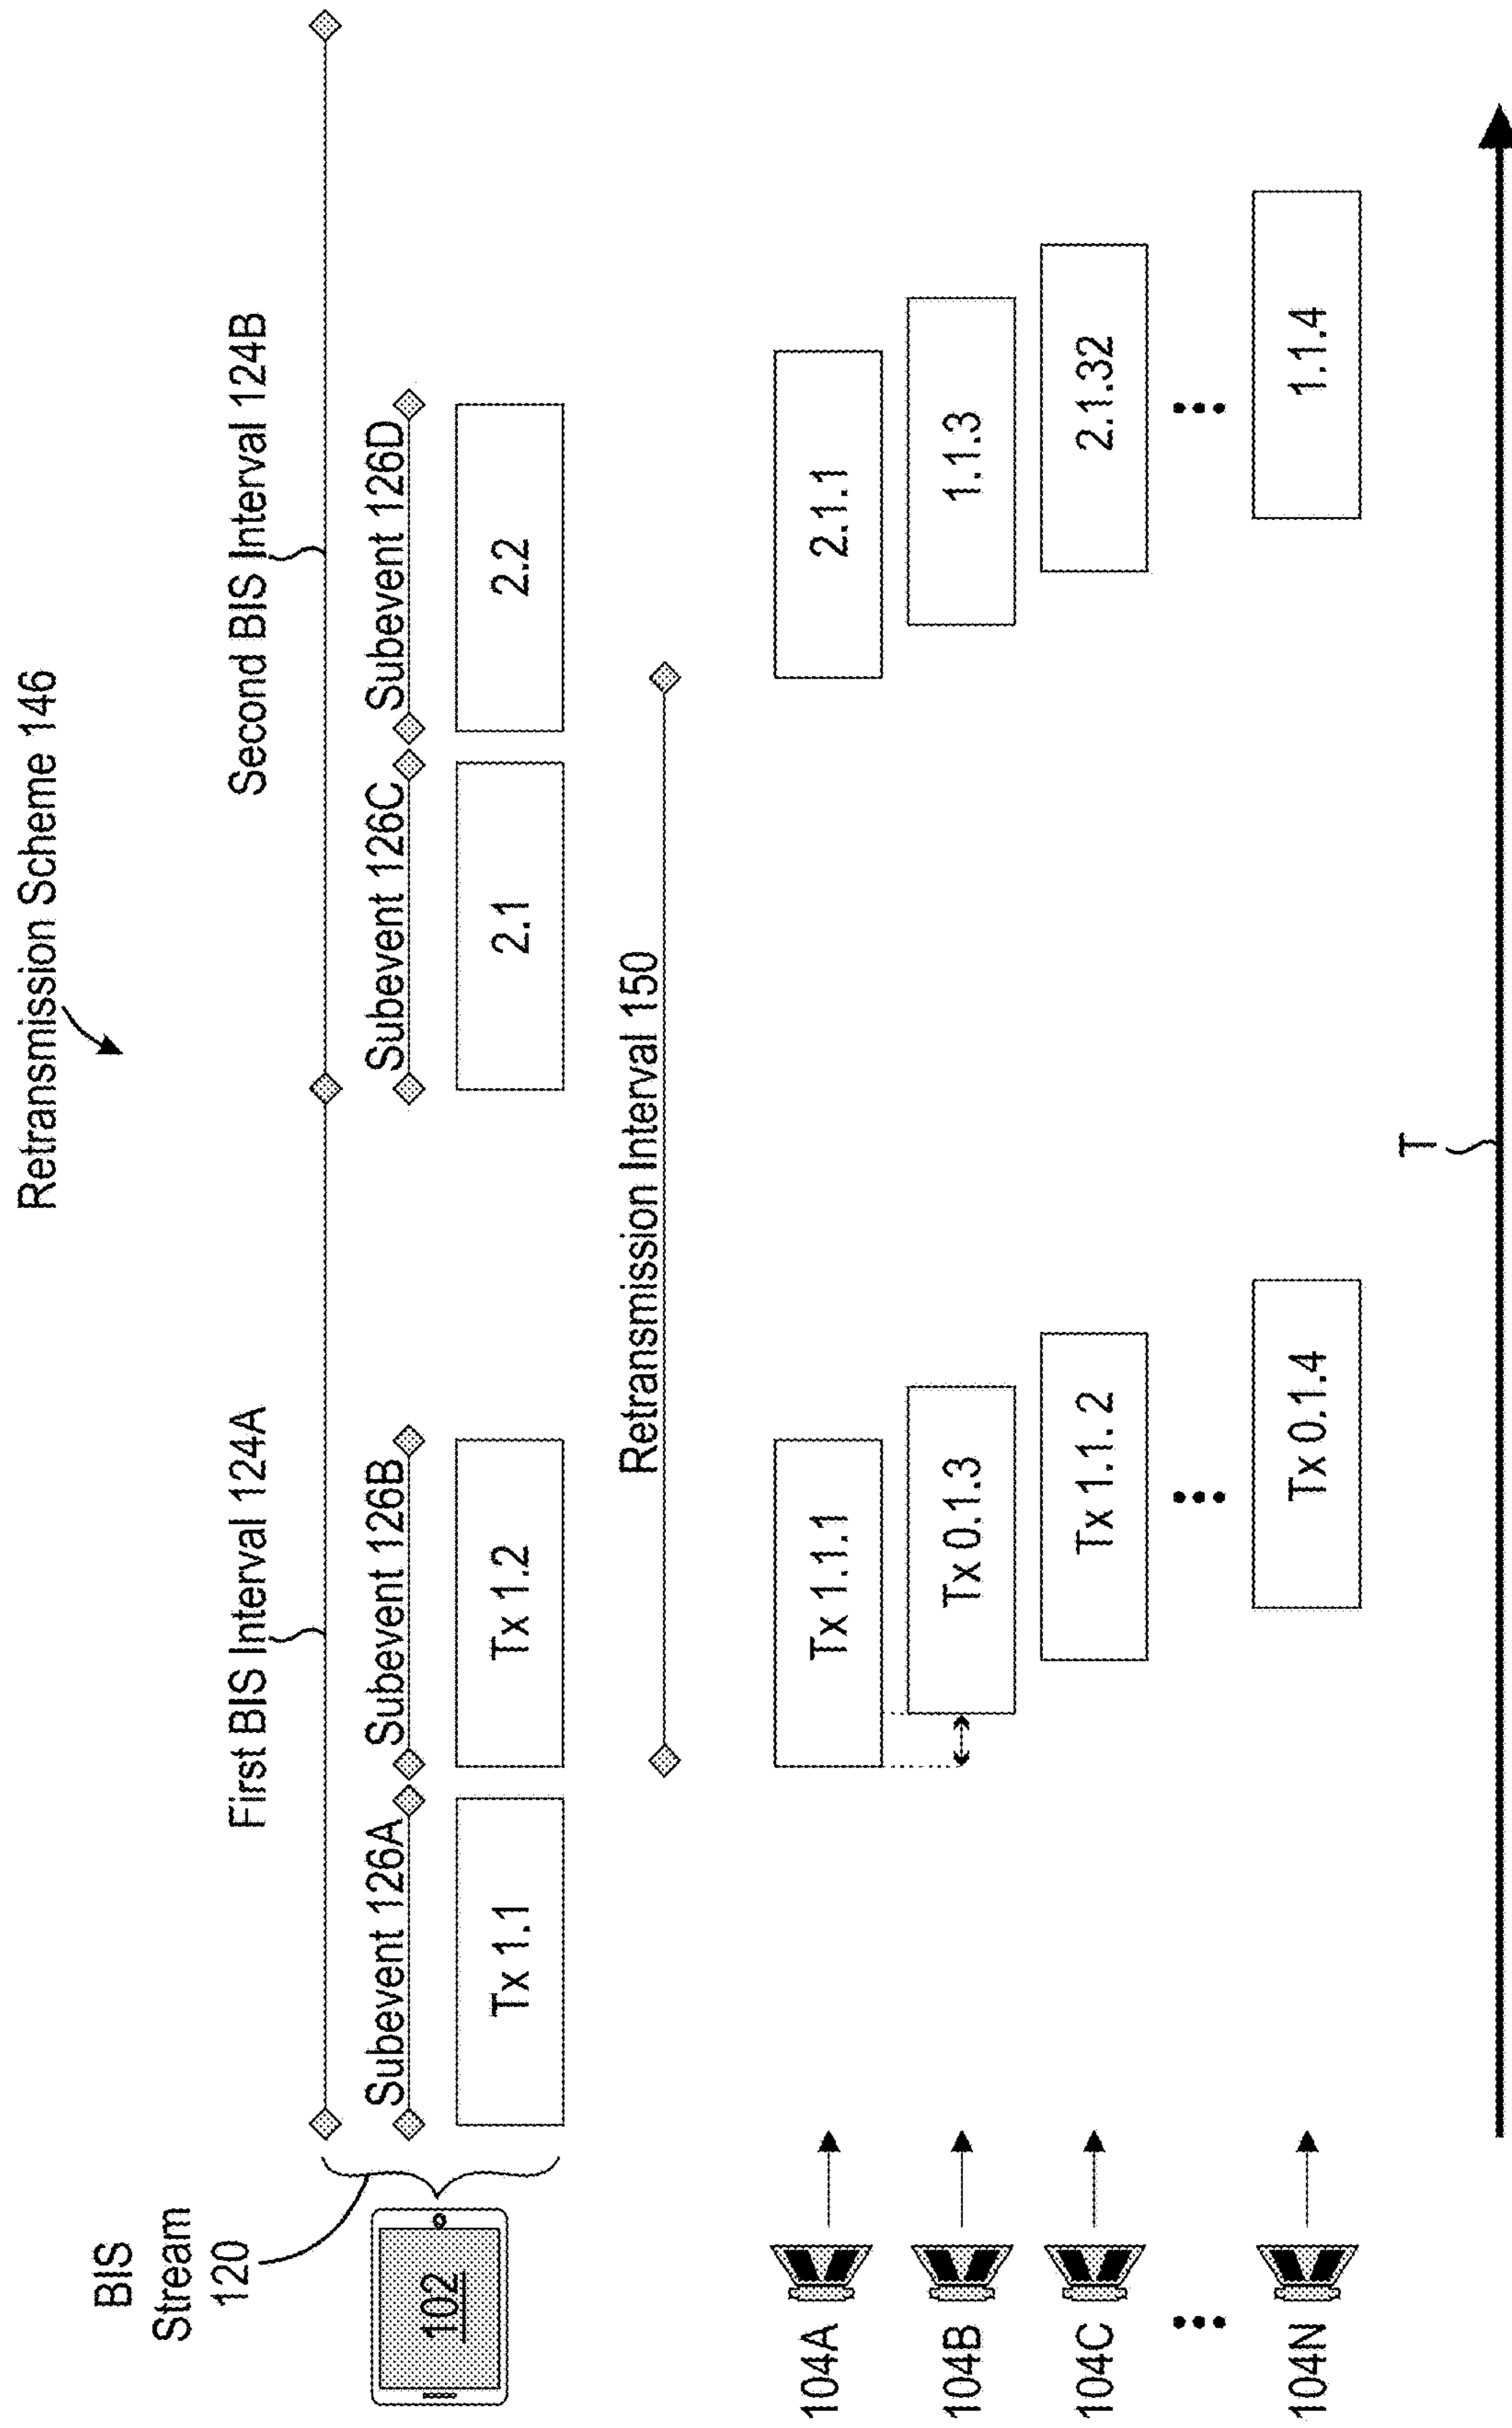 Retransmission Scheme 146
BIS
Stream
120
102
First BIS Interval 124A
Second BIS Interval 124B
Subevent 126A
Subevent 126B
Subevent 126C
Subevent 126D
Tx 1.1
Tx 1.2
2.1
2.2
Retransmission Interval 150
104A
Tx 1.1.1
2.1.1
104B
Tx 0.1.3
1.1.3
104C
Tx 1.1. 2
2.1.32
104N
Tx 0.1.4
1.1.4
T